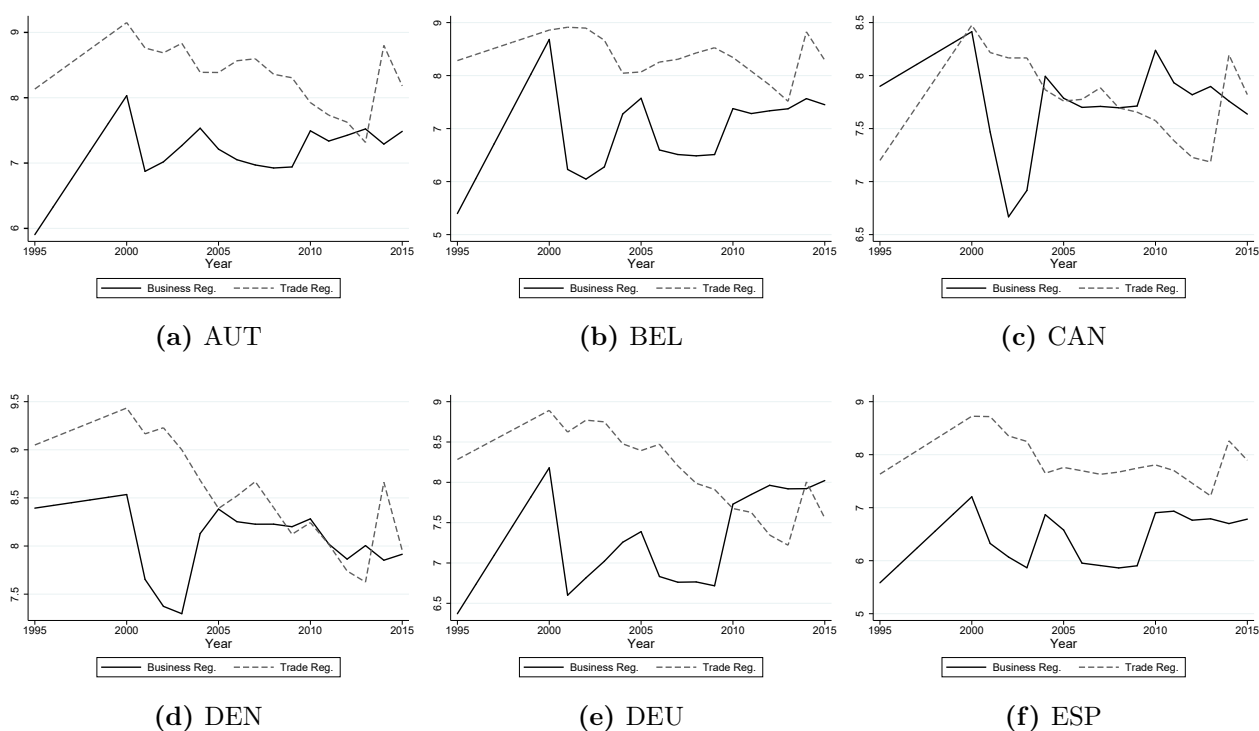 9
8
7
6
1995 2000 2005 2010 2015
Year
Business Reg. Trade Reg.
(a) AUT
9
8
7
6
5
1995 2000 2005 2010 2015
Year
Business Reg. Trade Reg.
(b) BEL
8.5
8
7.5
7
6.5
1995 2000 2005 2010 2015
Year
Business Reg. Trade Reg.
(c) CAN
9.5
9
8.5
8
7.5
1995 2000 2005 2010 2015
Year
Business Reg. Trade Reg.
(d) DEN
9
8.5
8
7.5
7
6.5
1995 2000 2005 2010 2015
Year
Business Reg. Trade Reg.
(e) DEU
9
8
7
6
5
1995 2000 2005 2010 2015
Year
Business Reg. Trade Reg.
(f) ESP